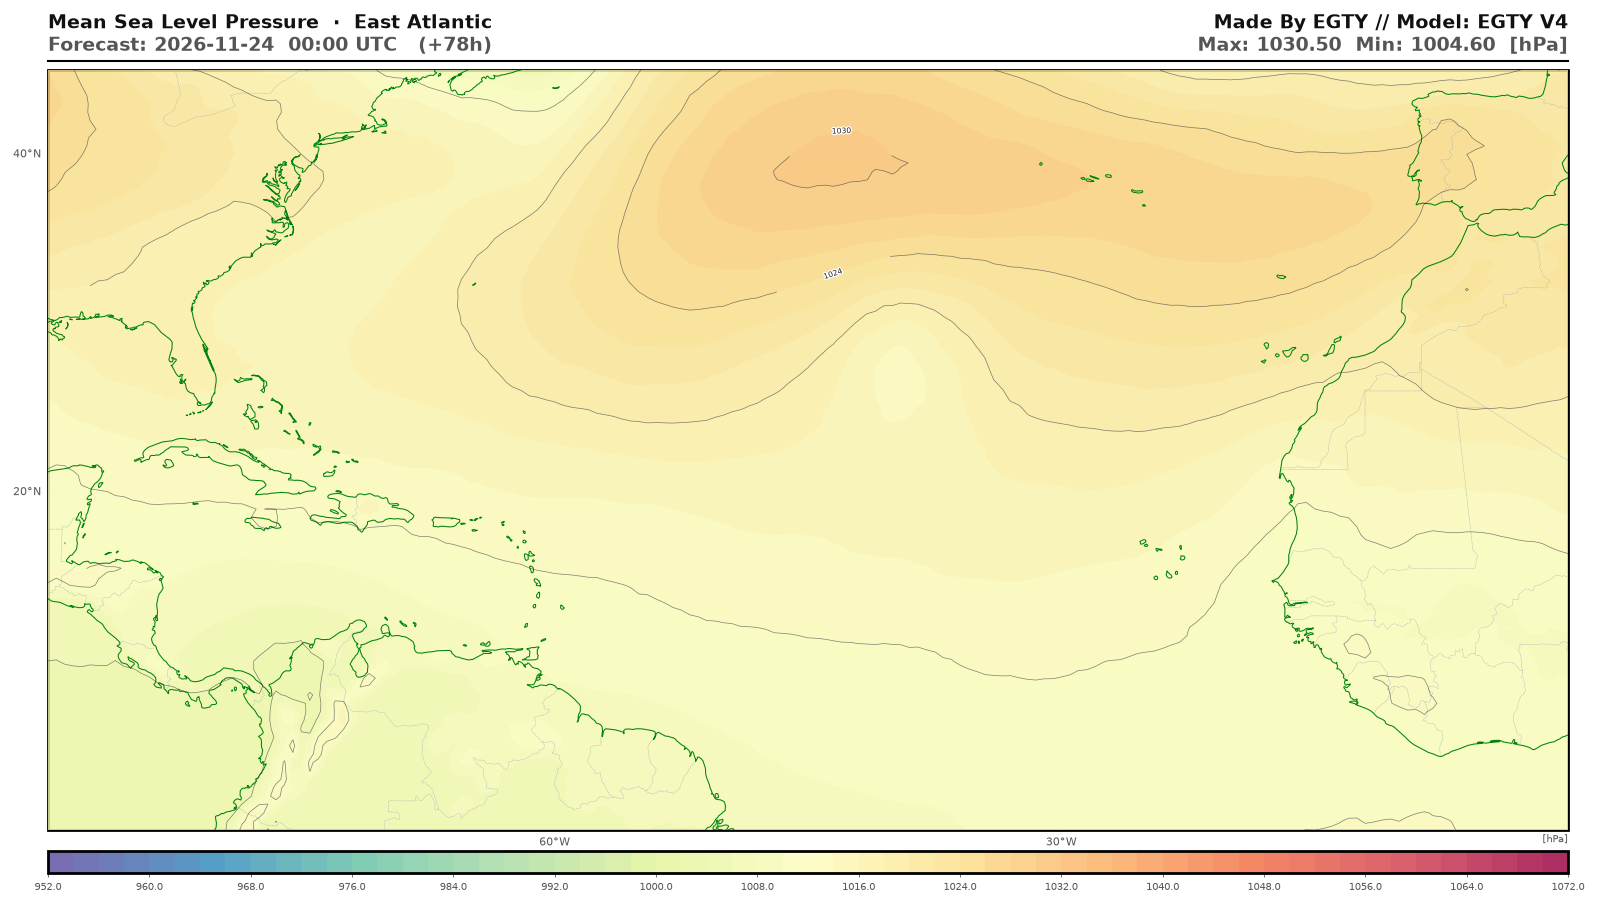 Mean Sea Level Pressure · East Atlantic
Made By EGTY // Model: EGTY V4
Forecast: 2026-11-24 00:00 UTC (+78h)
Max: 1030.50 Min: 1004.60 [hPa]
1030
40°N
1024
20°N
60°W
30°W
[hPa]
952.0 960.0 968.0 976.0 984.0 992.0 1000.0 1008.0 1016.0 1024.0 1032.0 1040.0 1048.0 1056.0 1064.0 1072.0